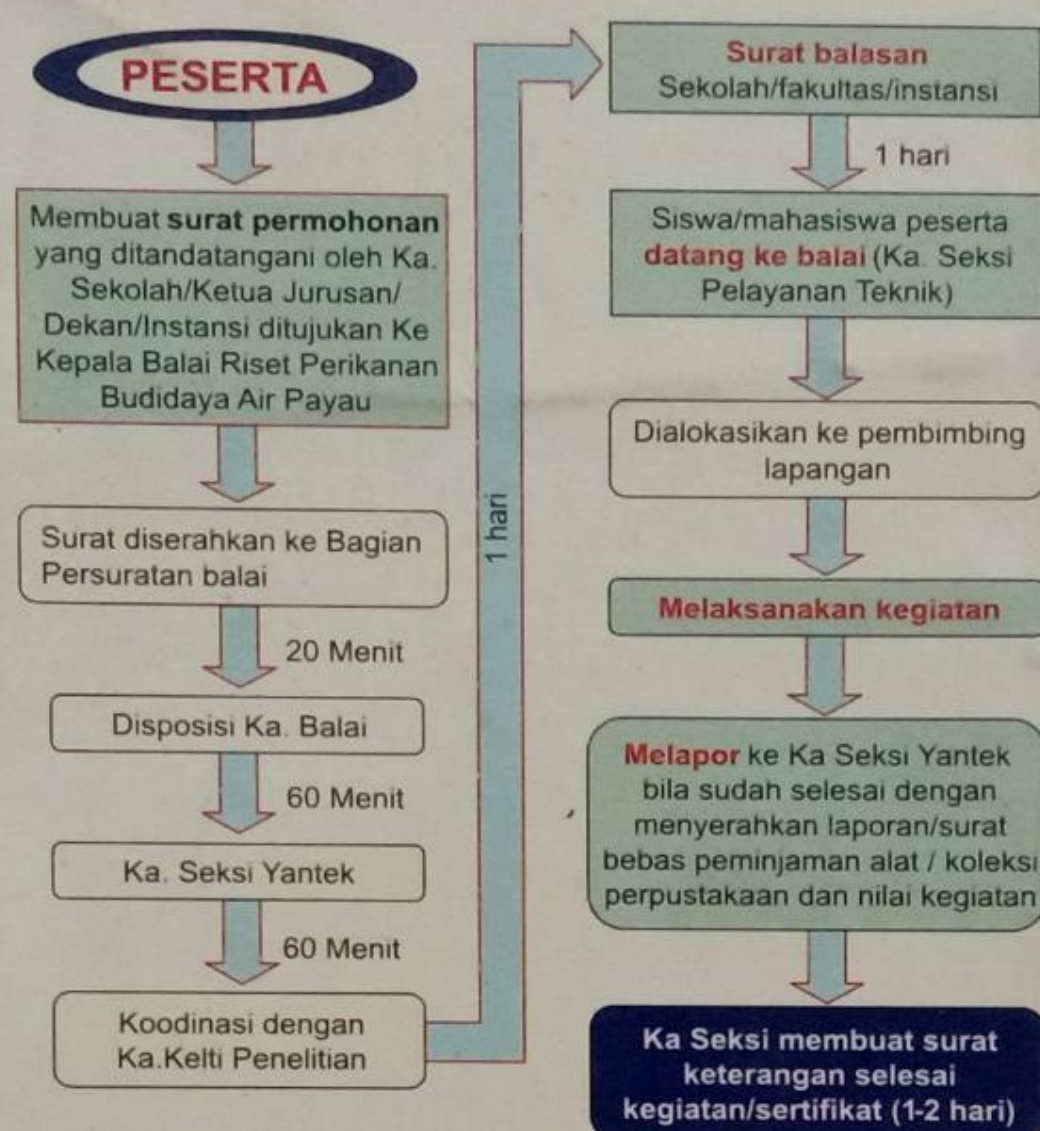 PESERTA
Membuat surat permohonan
yang ditandatangani oleh Ka.
Sekolah/Ketua Jurusan/
Dekan/Instansi ditujukan Ke
Kepala Balai Riset Perikanan
Budidaya Air Payau
Surat diserahkan ke Bagian
Persuratan balai
20 Menit
Disposisi Ka. Balai
60 Menit
Ka. Seksi Yantek
60 Menit
Koodinasi dengan
Ka.Kelti Penelitian
1 hari
Surat balasan
Sekolah/fakultas/instansi
1 hari
Siswa/mahasiswa peserta
datang ke balai (Ka. Seksi
Pelayanan Teknik)
Dialokasikan ke pembimbing
lapangan
Melaksanakan kegiatan
Melapor ke Ka Seksi Yantek
bila sudah selesai dengan
menyerahkan laporan/surat
bebas peminjaman alat / koleksi
perpustakaan dan nilai kegiatan
Ka Seksi membuat surat
keterangan selesai
kegiatan/sertifikat (1-2 hari)